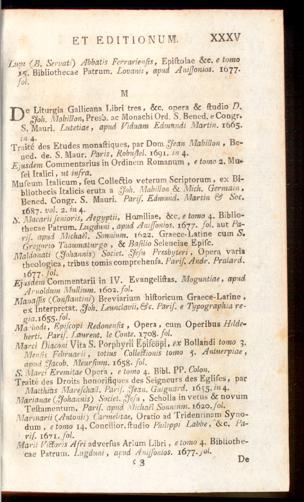 ET EDITIONUM. XXXV
Lupi (B. Servati) Abbatis Ferrariensis, Epistolae &c. e tomo
15. Bibliothecae Patrum. Lovanis, apud Anissonios. 1677.
fol.
M
De Liturgia Gallicana Libri tres, &c. opera & studio D.
Joh. Mabillon, Presb. ac Monachi Ord. S. Bened. e Congr.
S. Mauri. Lutetiae, apud Viduam Edmundi Martin. 1665.
in 4.
Traité des Etudes monastiques, par Dom Jean Mabillon, Be-
ned. de. S. Maur. Paris, Robustel. 1691. in 4.
Ejusdem Commentarius in Ordinem Romanum, e tomo 2. Mu-
sei Italici, ut infra.
Museum Italicum, seu Collectio veterum Scriptorum, ex Bi-
bliothecis Italicis eruta a Joh. Mabillon & Mich. Germain,
Bened. Congr. S. Mauri. Paris. Edmund. Martin & Soc.
1687. vol. 2. in 4.
S. Macarii senioris, Aegyptii, Homiliae, &c. e tomo 4. Biblio-
thecae Patrum. Lugduni, apud Anissonios. 1677. fol. aut Pa-
ris. apud Michael. Sonnium. 1622. Graece-Latine cum S.
Gregorio Thaumaturgo, & Basilio Seleuciae Episc.
Maldonati (Johannis) Societ. Jesu Presbyteri, Opera varia
theologica, tribus tomis comprehensa. Paris. Andr. Pralard.
1677. fol.
Ejusdem Commentarii in IV. Evangelistas. Moguntiae, apud
Arnoldum Mylium. 1602. fol.
Manassis (Constantini) Breviarium historicum Graece-Latine,
ex Interpretat. Joh. Leunclavii, &c. Paris. e Typographia re-
gia. 1655. fol.
Marbodi, Episcopi Redonensis, Opera, cum Operibus Hilde-
berti. Paris. Laurent. le Conte. 1708. fol.
Marci Diaconi Vita S. Porphyrii Episcopi, ex Bollandi tomo 3.
Mensis Februarii, totius Collectionis tomo 5. Antuerpiae,
apud Jacob. Meursium. 1658. fol.
S. Marci Eremitae Opera, e tomo 4. Bibl. PP. Colon.
Traité des Droits honorifiques des Seigneurs des Eglises, par
Matthias Mareschall. Paris. Jean. Guignard. 1655. in 4.
Marianae (Johannis) Societ. Jesu, Scholia in vetus & novum
Testamentum. Paris. apud Michael Sonnium. 1620. fol.
Marinarii (Antonii) Carmelitae, Oratio ad Tridentinam Syno-
dum, e tomo 14. Concilior. studio Philippi Labbe, &c. Pa-
ris. 1671. fol.
Marii Victoris Afri adversus Arium Libri, e tomo 4. Bibliothe-
cae Patrum. Lugduni, apud Anissonios. 1677. fol.
3 De